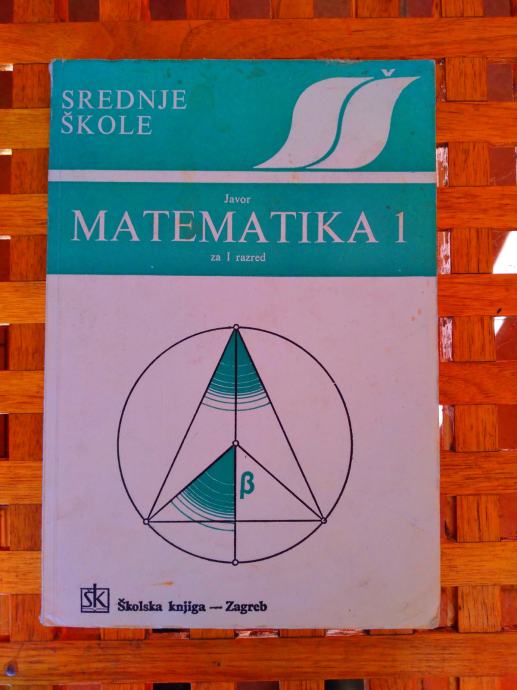 SREDNJE
ŠKOLE
Javor
MATEMATIKA 1
za I razred
β
šk Školska knjiga — Zagreb